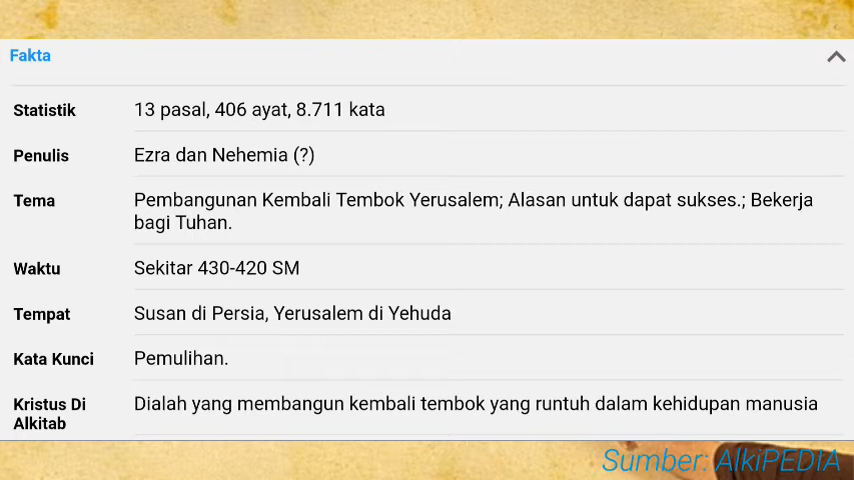 Fakta
Statistik 13 pasal, 406 ayat, 8.711 kata
Penulis Ezra dan Nehemia (?)
Tema Pembangunan Kembali Tembok Yerusalem; Alasan untuk dapat sukses.; Bekerja
bagi Tuhan.
Waktu Sekitar 430-420 SM
Tempat Susan di Persia, Yerusalem di Yehuda
Kata Kunci Pemulihan.
Kristus Di Dialah yang membangun kembali tembok yang runtuh dalam kehidupan manusia
Alkitab
Sumber: AlkiPEDIA